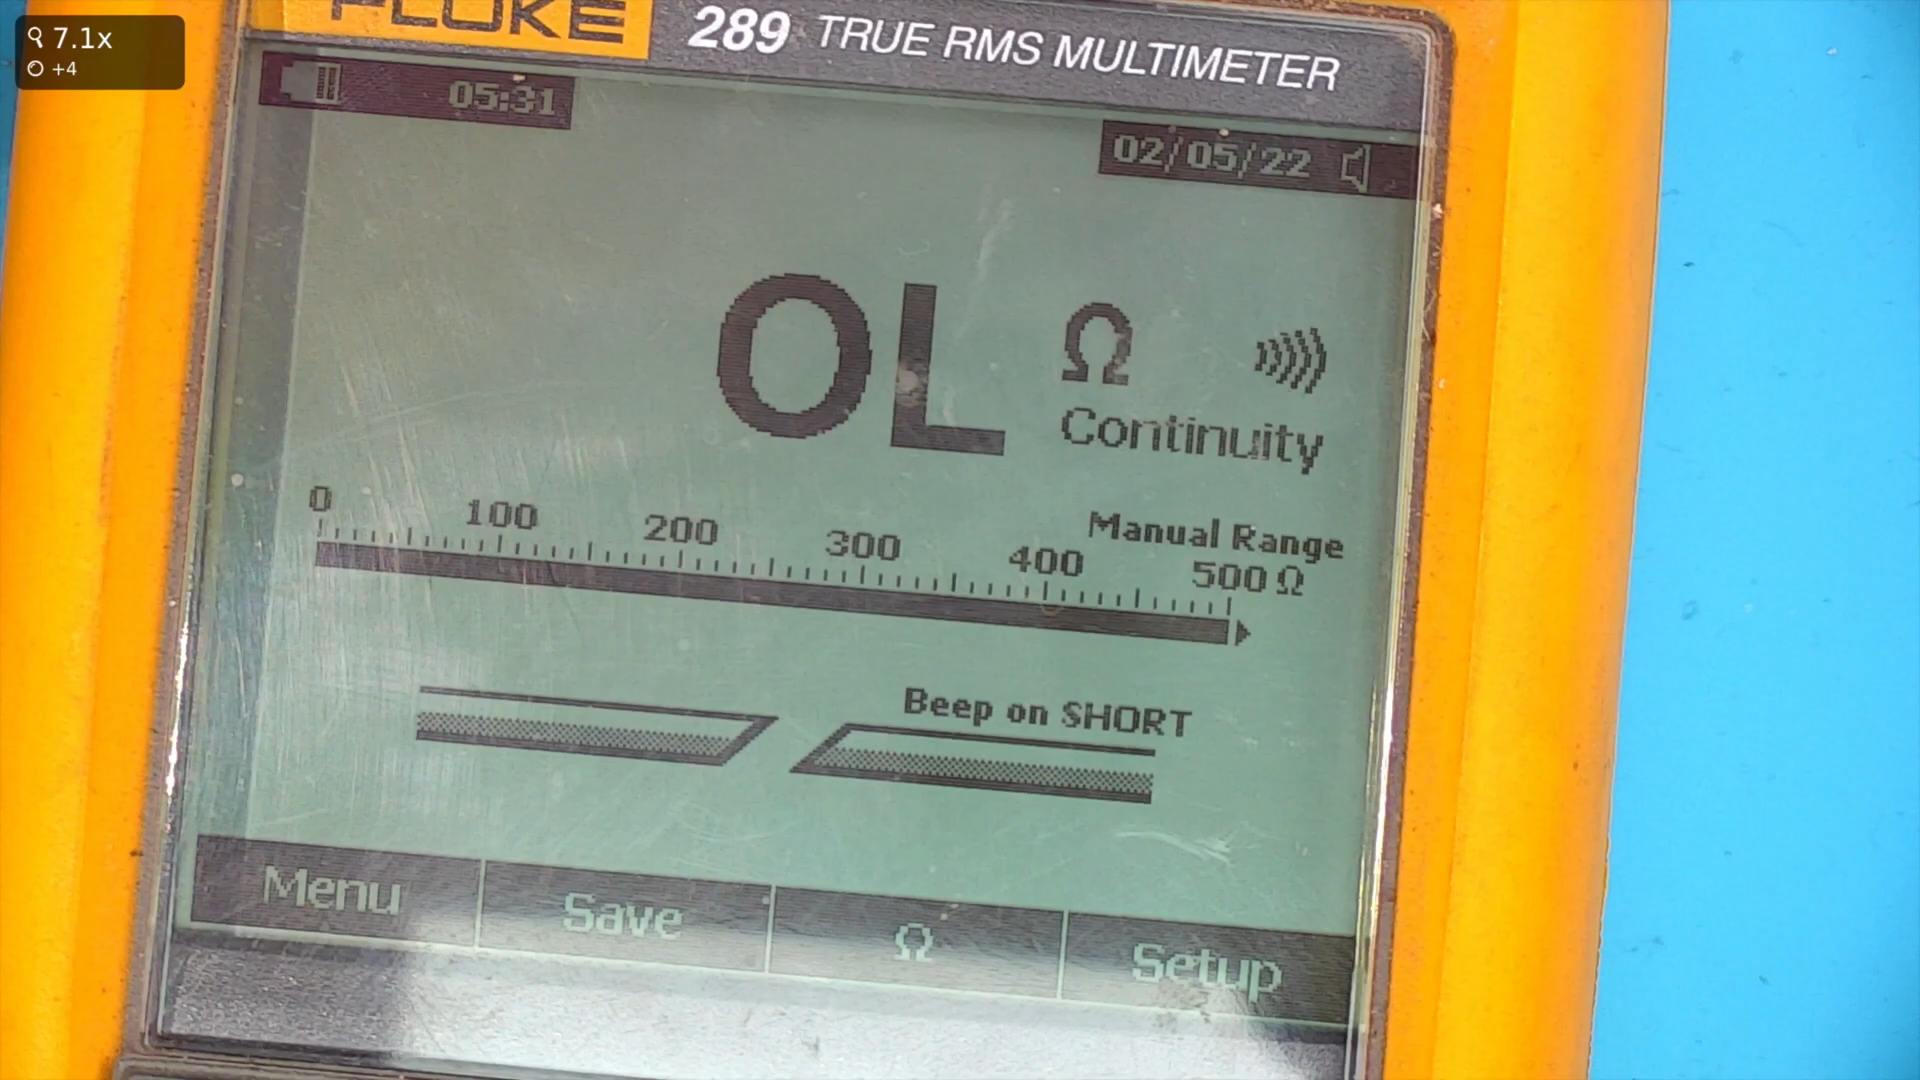 7.1x
+4
FLUKE 289 TRUE RMS MULTIMETER
05:31
02/05/22
OL Ω
Continuity
0 100 200 300 400 500 Ω
Manual Range
Beep on SHORT
Menu Save Ω Setup